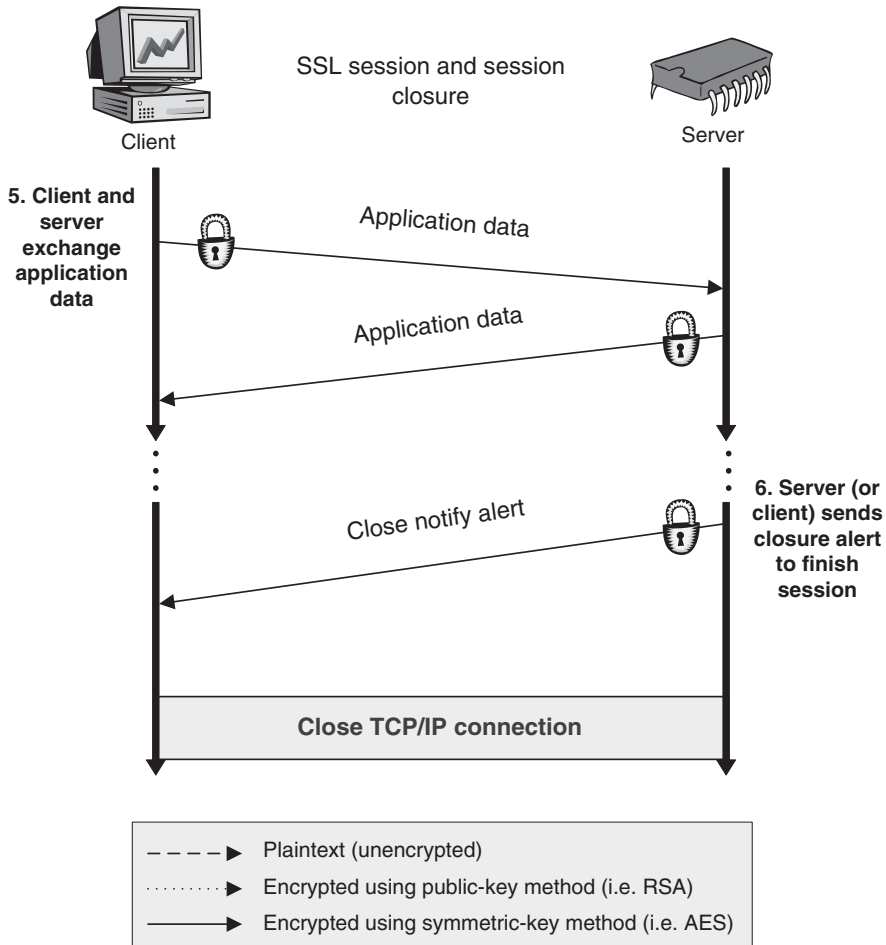 SSL session and session
closure
Client
Server
5. Client and
server
exchange
application
data
Application data
Application data
Close notify alert
6. Server (or
client) sends
closure alert
to finish
session
Close TCP/IP connection
Plaintext (unencrypted)
Encrypted using public-key method (i.e. RSA)
Encrypted using symmetric-key method (i.e. AES)